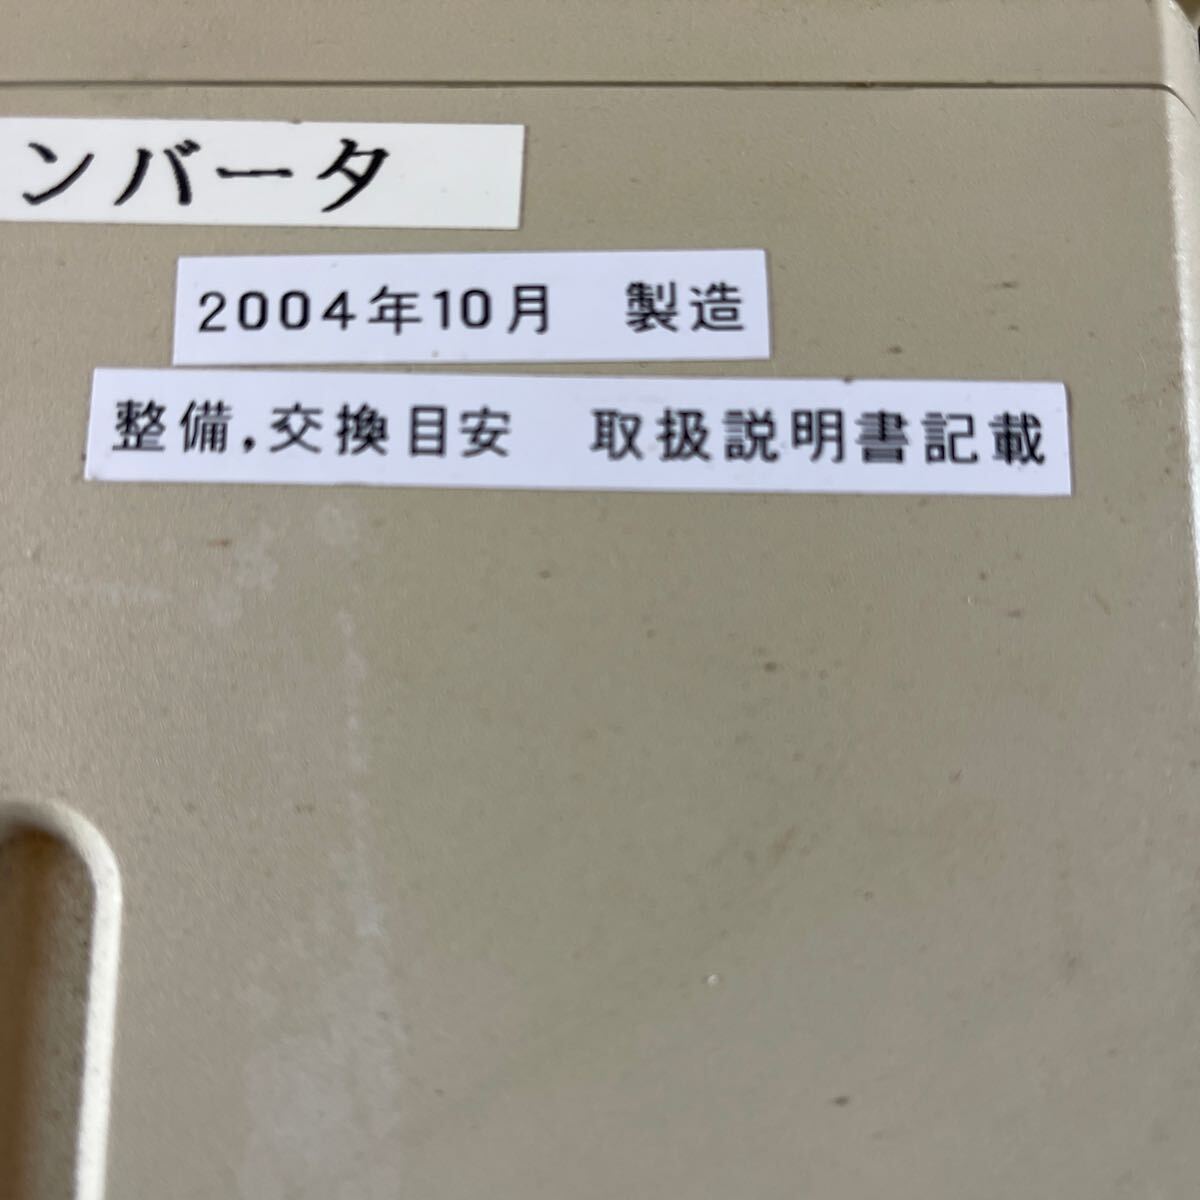 ンバータ
2004年10月　製造
整備,交換目安　取扱説明書記載